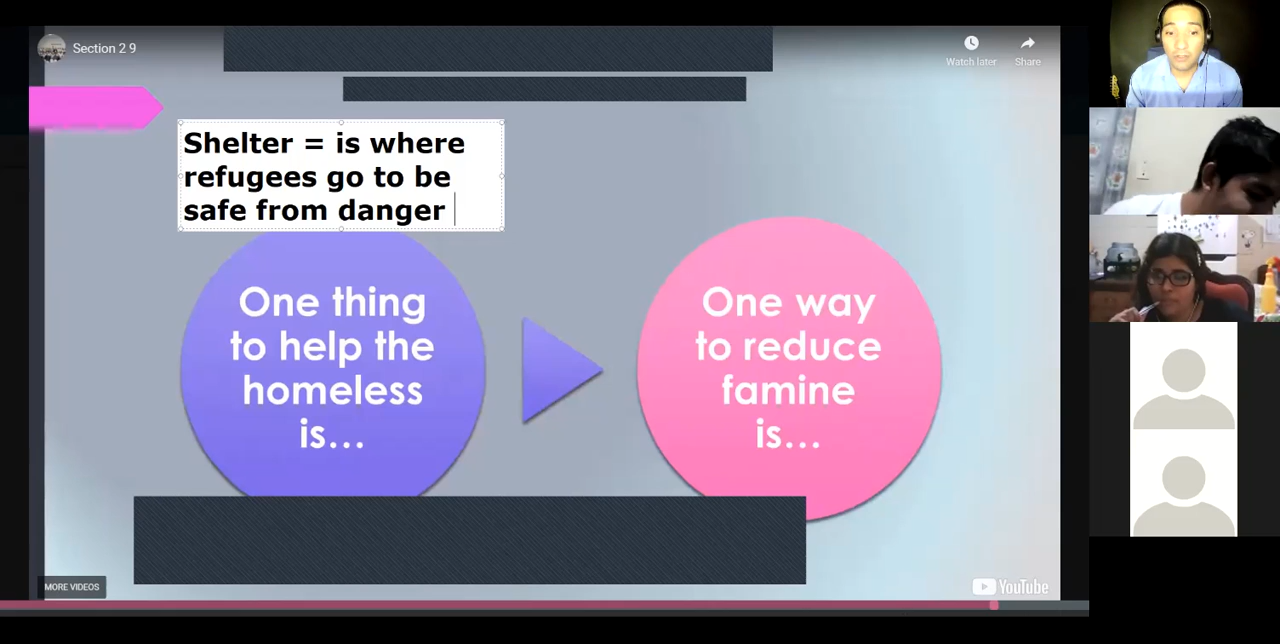 Section 2 9
Watch later
Share
Shelter = is where
refugees go to be
safe from danger
One thing
to help the
homeless
is...
One way
to reduce
famine
is...
MORE VIDEOS
YouTube